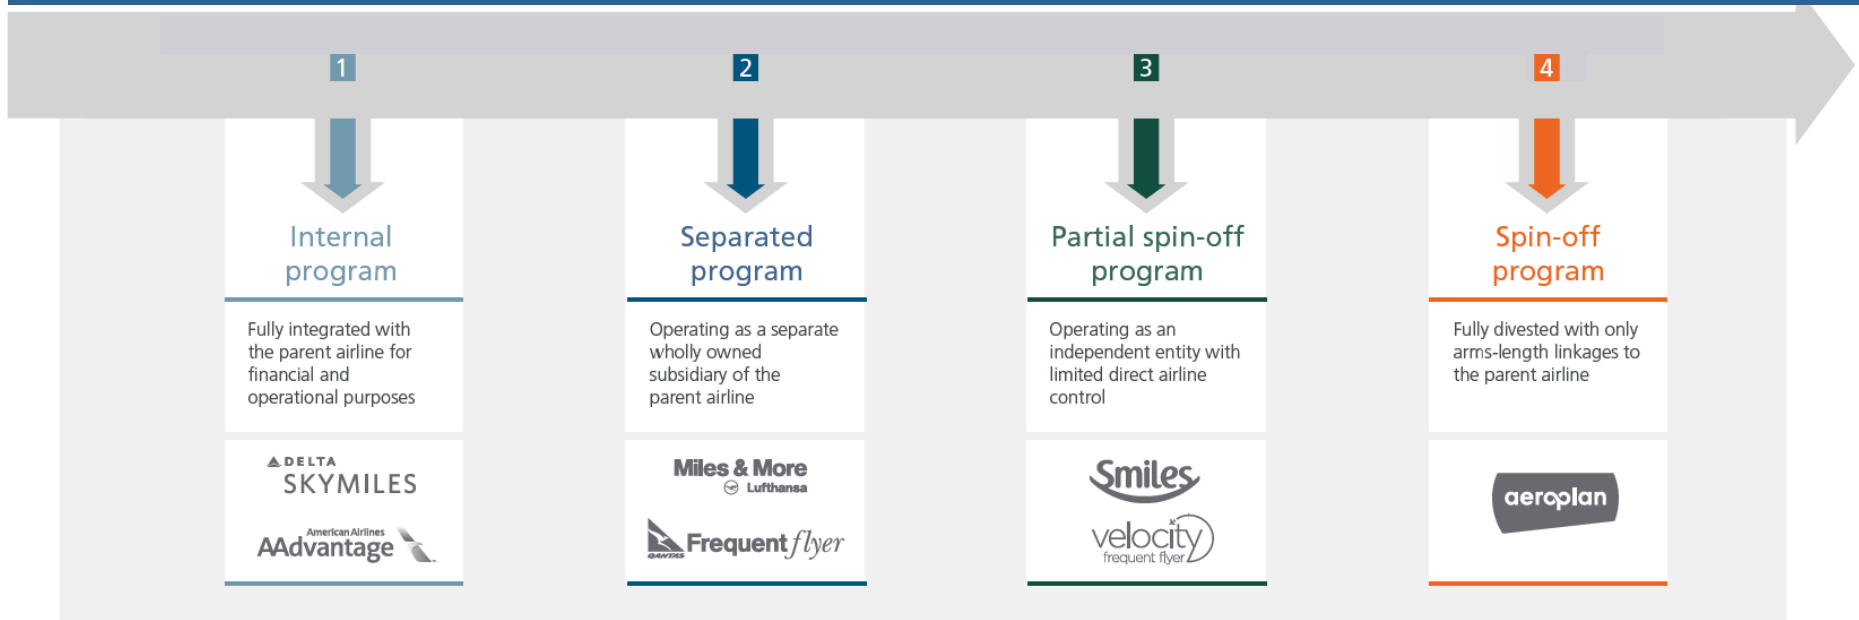 1
2
3
4
Internal
program
Fully integrated with
the parent airline for
financial and
operational purposes
DELTA
SKYMILES
American Airlines
AAdvantage
Separated
program
Operating as a separate
wholly owned
subsidiary of the
parent airline
Miles & More
Lufthansa
QANTAS
Frequent flyer
Partial spin-off
program
Operating as an
independent entity with
limited direct airline
control
Smiles
velocity
frequent flyer
Spin-off
program
Fully divested with only
arms-length linkages to
the parent airline
aeroplan